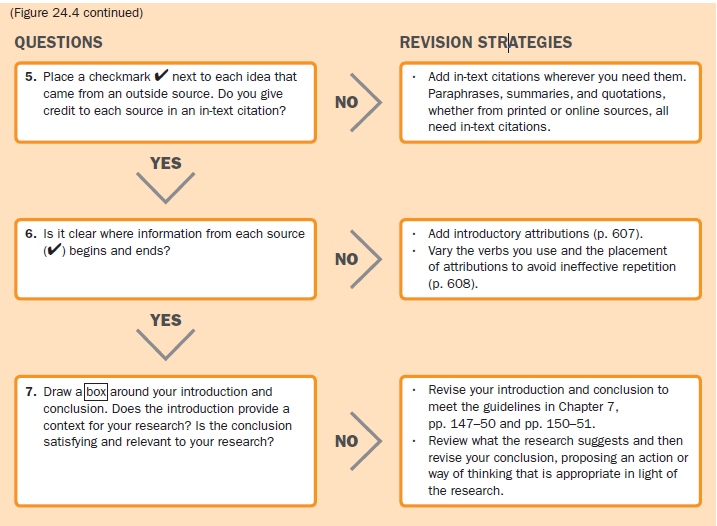 (Figure 24.4 continued)
QUESTIONS
REVISION STRATEGIES
5. Place a checkmark ✔ next to each idea that
came from an outside source. Do you give
credit to each source in an in-text citation?
NO
· Add in-text citations wherever you need them.
Paraphrases, summaries, and quotations,
whether from printed or online sources, all
need in-text citations.
YES
6. Is it clear where information from each source
(✔) begins and ends?
NO
· Add introductory attributions (p. 607).
· Vary the verbs you use and the placement
of attributions to avoid ineffective repetition
(p. 608).
YES
7. Draw a box around your introduction and
conclusion. Does the introduction provide a
context for your research? Is the conclusion
satisfying and relevant to your research?
NO
· Revise your introduction and conclusion to
meet the guidelines in Chapter 7,
pp. 147–50 and pp. 150–51.
· Review what the research suggests and then
revise your conclusion, proposing an action or
way of thinking that is appropriate in light of
the research.